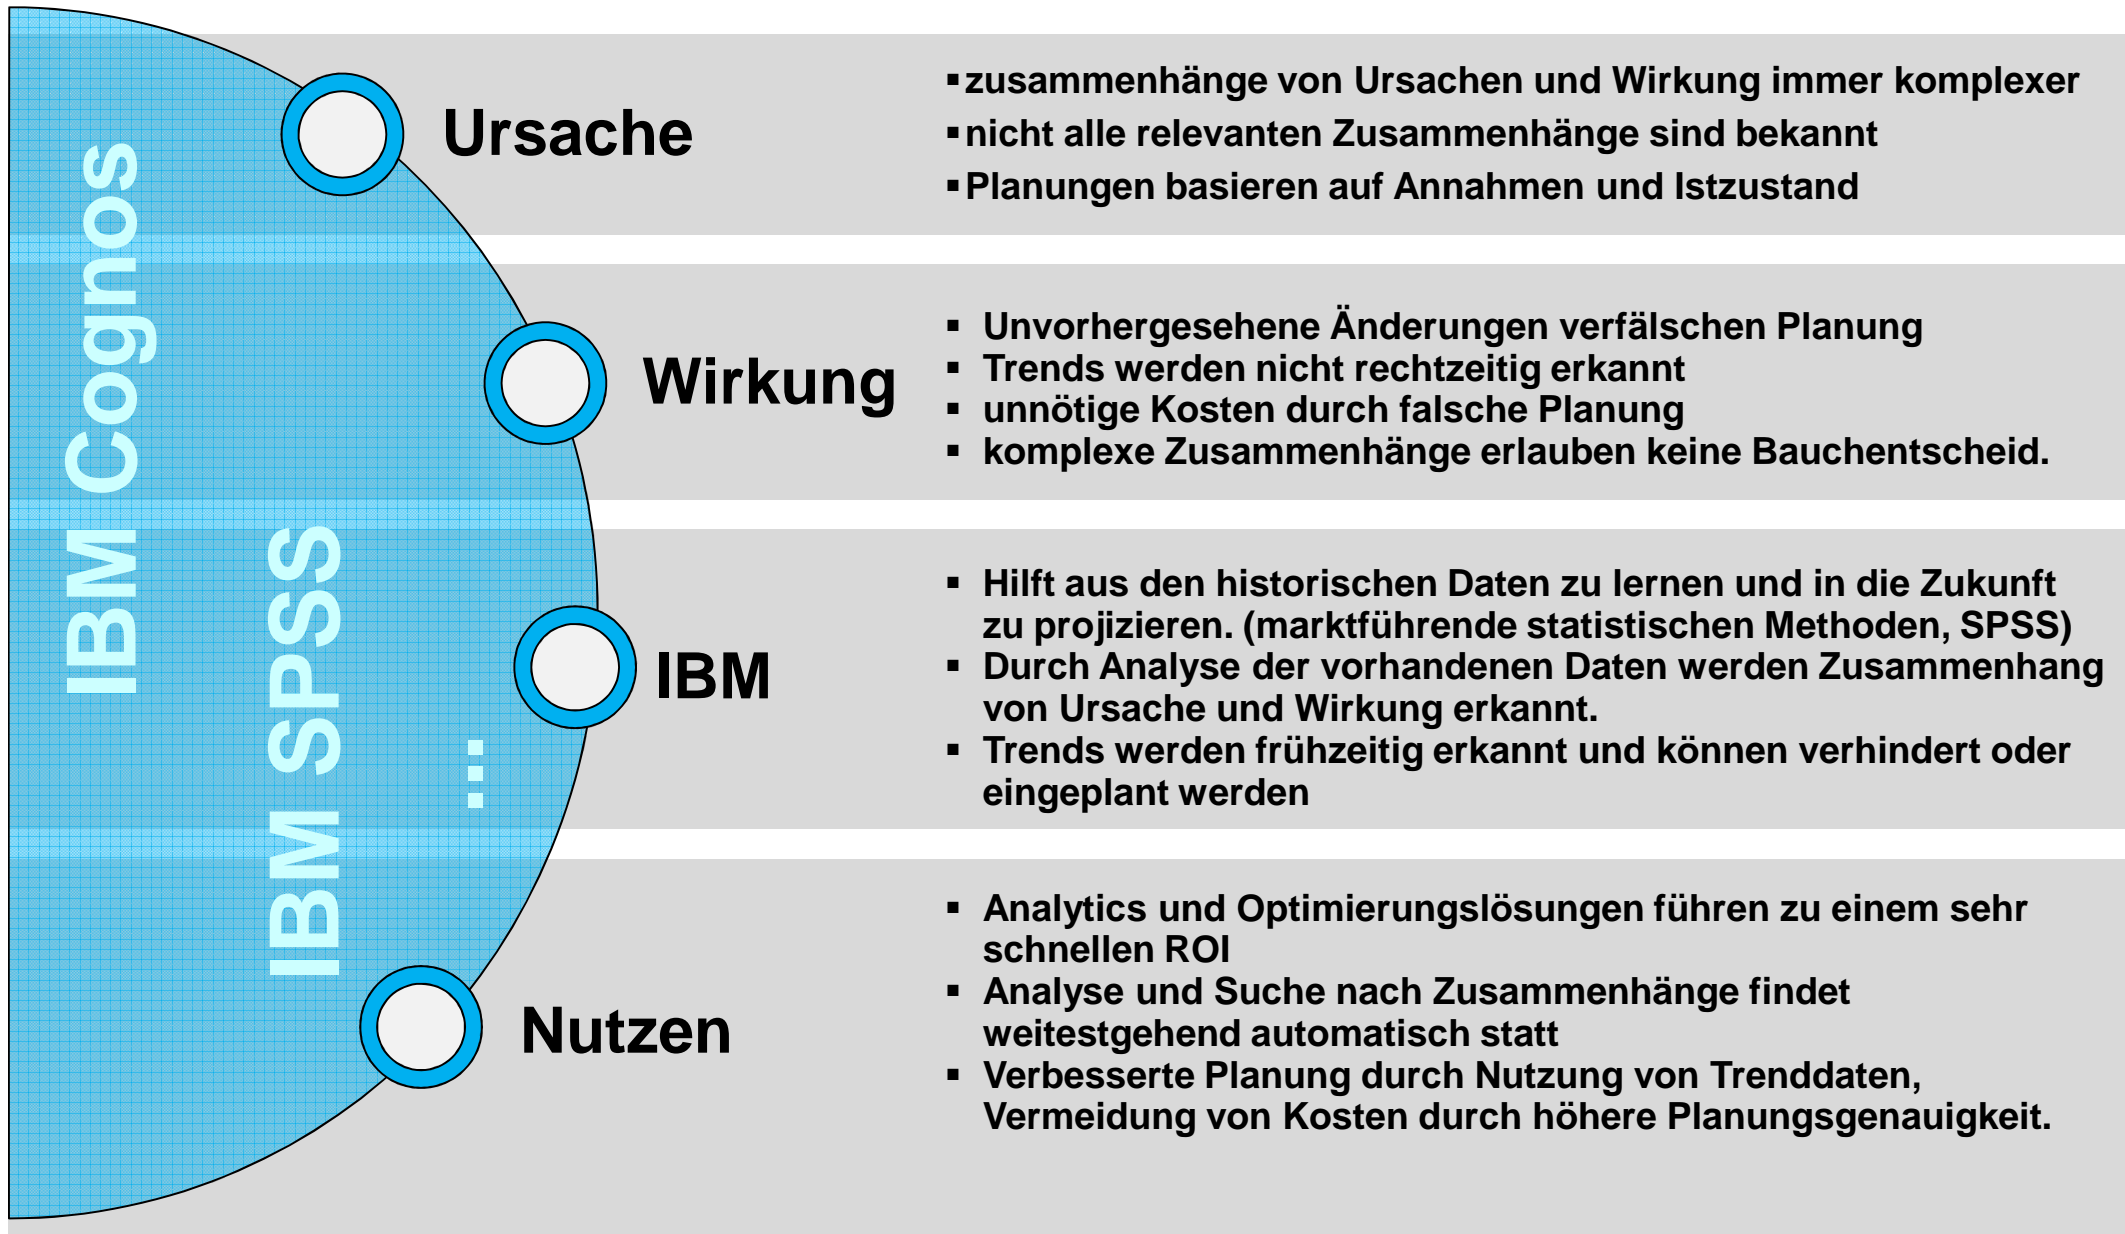 IBM Cognos
IBM SPSS
...
Ursache
▪zusammenhänge von Ursachen und Wirkung immer komplexer
▪nicht alle relevanten Zusammenhänge sind bekannt
▪Planungen basieren auf Annahmen und Istzustand
Wirkung
▪ Unvorhergesehene Änderungen verfälschen Planung
▪ Trends werden nicht rechtzeitig erkannt
▪ unnötige Kosten durch falsche Planung
▪ komplexe Zusammenhänge erlauben keine Bauchentscheid.
IBM
▪ Hilft aus den historischen Daten zu lernen und in die Zukunft
zu projizieren. (marktführende statistischen Methoden, SPSS)
▪ Durch Analyse der vorhandenen Daten werden Zusammenhang
von Ursache und Wirkung erkannt.
▪ Trends werden frühzeitig erkannt und können verhindert oder
eingeplant werden
Nutzen
▪ Analytics und Optimierungslösungen führen zu einem sehr
schnellen ROI
▪ Analyse und Suche nach Zusammenhänge findet
weitestgehend automatisch statt
▪ Verbesserte Planung durch Nutzung von Trenddaten,
Vermeidung von Kosten durch höhere Planungsgenauigkeit.